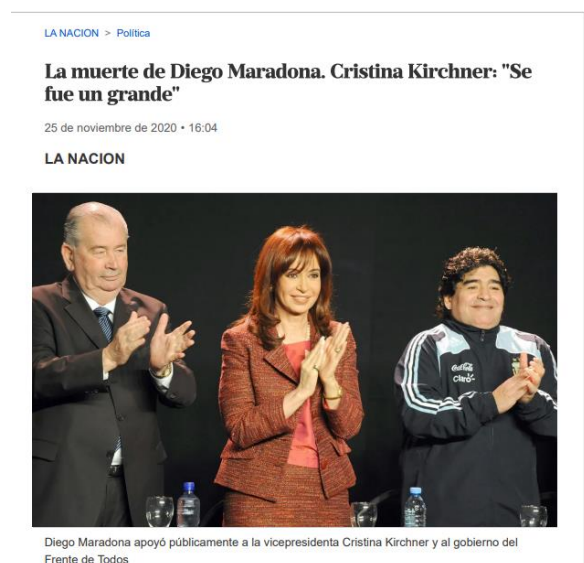 LA NACION > Política
La muerte de Diego Maradona. Cristina Kirchner: "Se
fue un grande"
25 de noviembre de 2020 • 16:04
LA NACION
Coca-Cola
Claro
Diego Maradona apoyó públicamente a la vicepresidenta Cristina Kirchner y al gobierno del
Frente de Todos